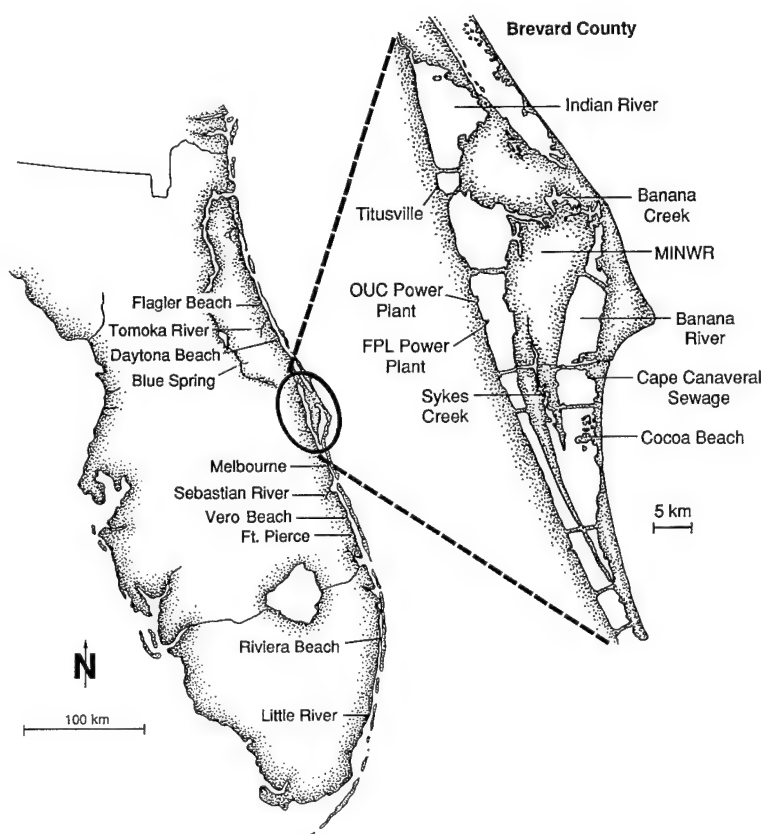 Brevard County
Indian River
Titusville
Banana
Creek
MINWR
OUC Power
Plant
Banana
River
FPL Power
Plant
Cape Canaveral
Sewage
Sykes
Creek
Cocoa Beach
5 km
Flagler Beach
Tomoka River
Daytona Beach
Blue Spring
Melbourne
Sebastian River
Vero Beach
Ft. Pierce
Riviera Beach
N
100 km
Little River